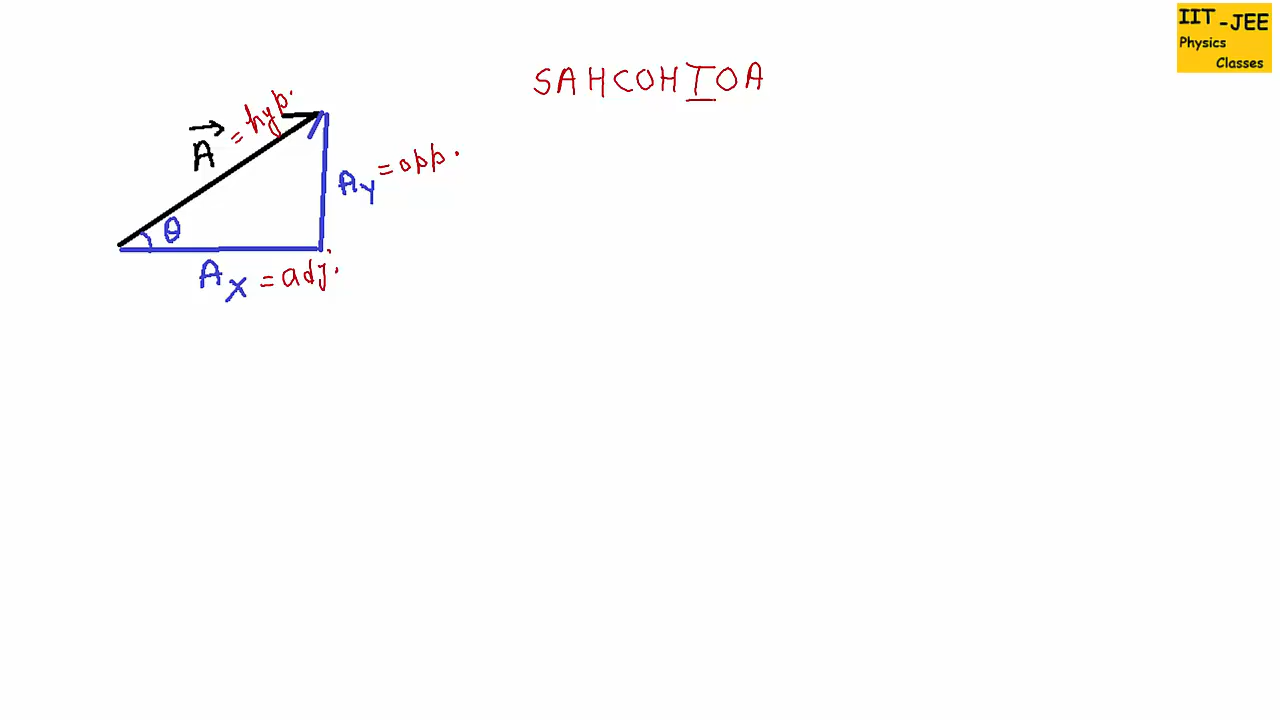 IIT -JEE
Physics
Classes
SAHCOHTOA
A = hyp.
Ay = opp.
θ
Ax = adj.